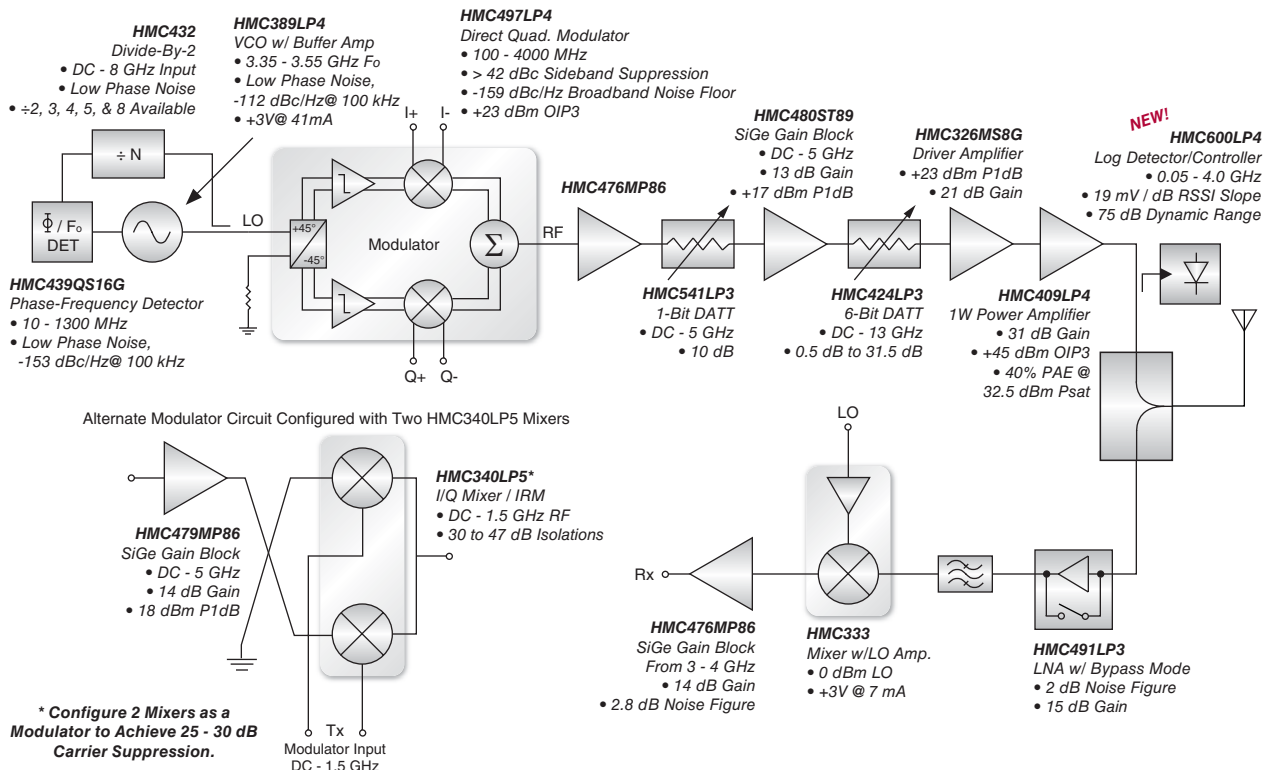 HMC432
Divide-By-2
• DC - 8 GHz Input
• Low Phase Noise
• ÷2, 3, 4, 5, & 8 Available
HMC389LP4
VCO w/ Buffer Amp
• 3.35 - 3.55 GHz Fo
• Low Phase Noise,
-112 dBc/Hz@ 100 kHz
• +3V@ 41mA
HMC497LP4
Direct Quad. Modulator
• 100 - 4000 MHz
• > 42 dBc Sideband Suppression
• -159 dBc/Hz Broadband Noise Floor
• +23 dBm OIP3
I+ I-
÷ N
Φ / Fo
DET
LO
+45°
-45°
Modulator
Σ
RF
Q+ Q-
HMC439QS16G
Phase-Frequency Detector
• 10 - 1300 MHz
• Low Phase Noise,
-153 dBc/Hz@ 100 kHz
HMC476MP86
HMC480ST89
SiGe Gain Block
• DC - 5 GHz
• 13 dB Gain
• +17 dBm P1dB
HMC326MS8G
Driver Amplifier
• +23 dBm P1dB
• 21 dB Gain
NEW!
HMC600LP4
Log Detector/Controller
• 0.05 - 4.0 GHz
• 19 mV / dB RSSI Slope
• 75 dB Dynamic Range
HMC541LP3
1-Bit DATT
• DC - 5 GHz
• 10 dB
HMC424LP3
6-Bit DATT
• DC - 13 GHz
• 0.5 dB to 31.5 dB
HMC409LP4
1W Power Amplifier
• 31 dB Gain
• +45 dBm OIP3
• 40% PAE @
32.5 dBm Psat
Alternate Modulator Circuit Configured with Two HMC340LP5 Mixers
HMC479MP86
SiGe Gain Block
• DC - 5 GHz
• 14 dB Gain
• 18 dBm P1dB
HMC340LP5*
I/Q Mixer / IRM
• DC - 1.5 GHz RF
• 30 to 47 dB Isolations
* Configure 2 Mixers as a
Modulator to Achieve 25 - 30 dB
Carrier Suppression.
Tx
Modulator Input
DC - 1.5 GHz
LO
Rx
HMC476MP86
SiGe Gain Block
From 3 - 4 GHz
• 14 dB Gain
• 2.8 dB Noise Figure
HMC333
Mixer w/LO Amp.
• 0 dBm LO
• +3V @ 7 mA
HMC491LP3
LNA w/ Bypass Mode
• 2 dB Noise Figure
• 15 dB Gain